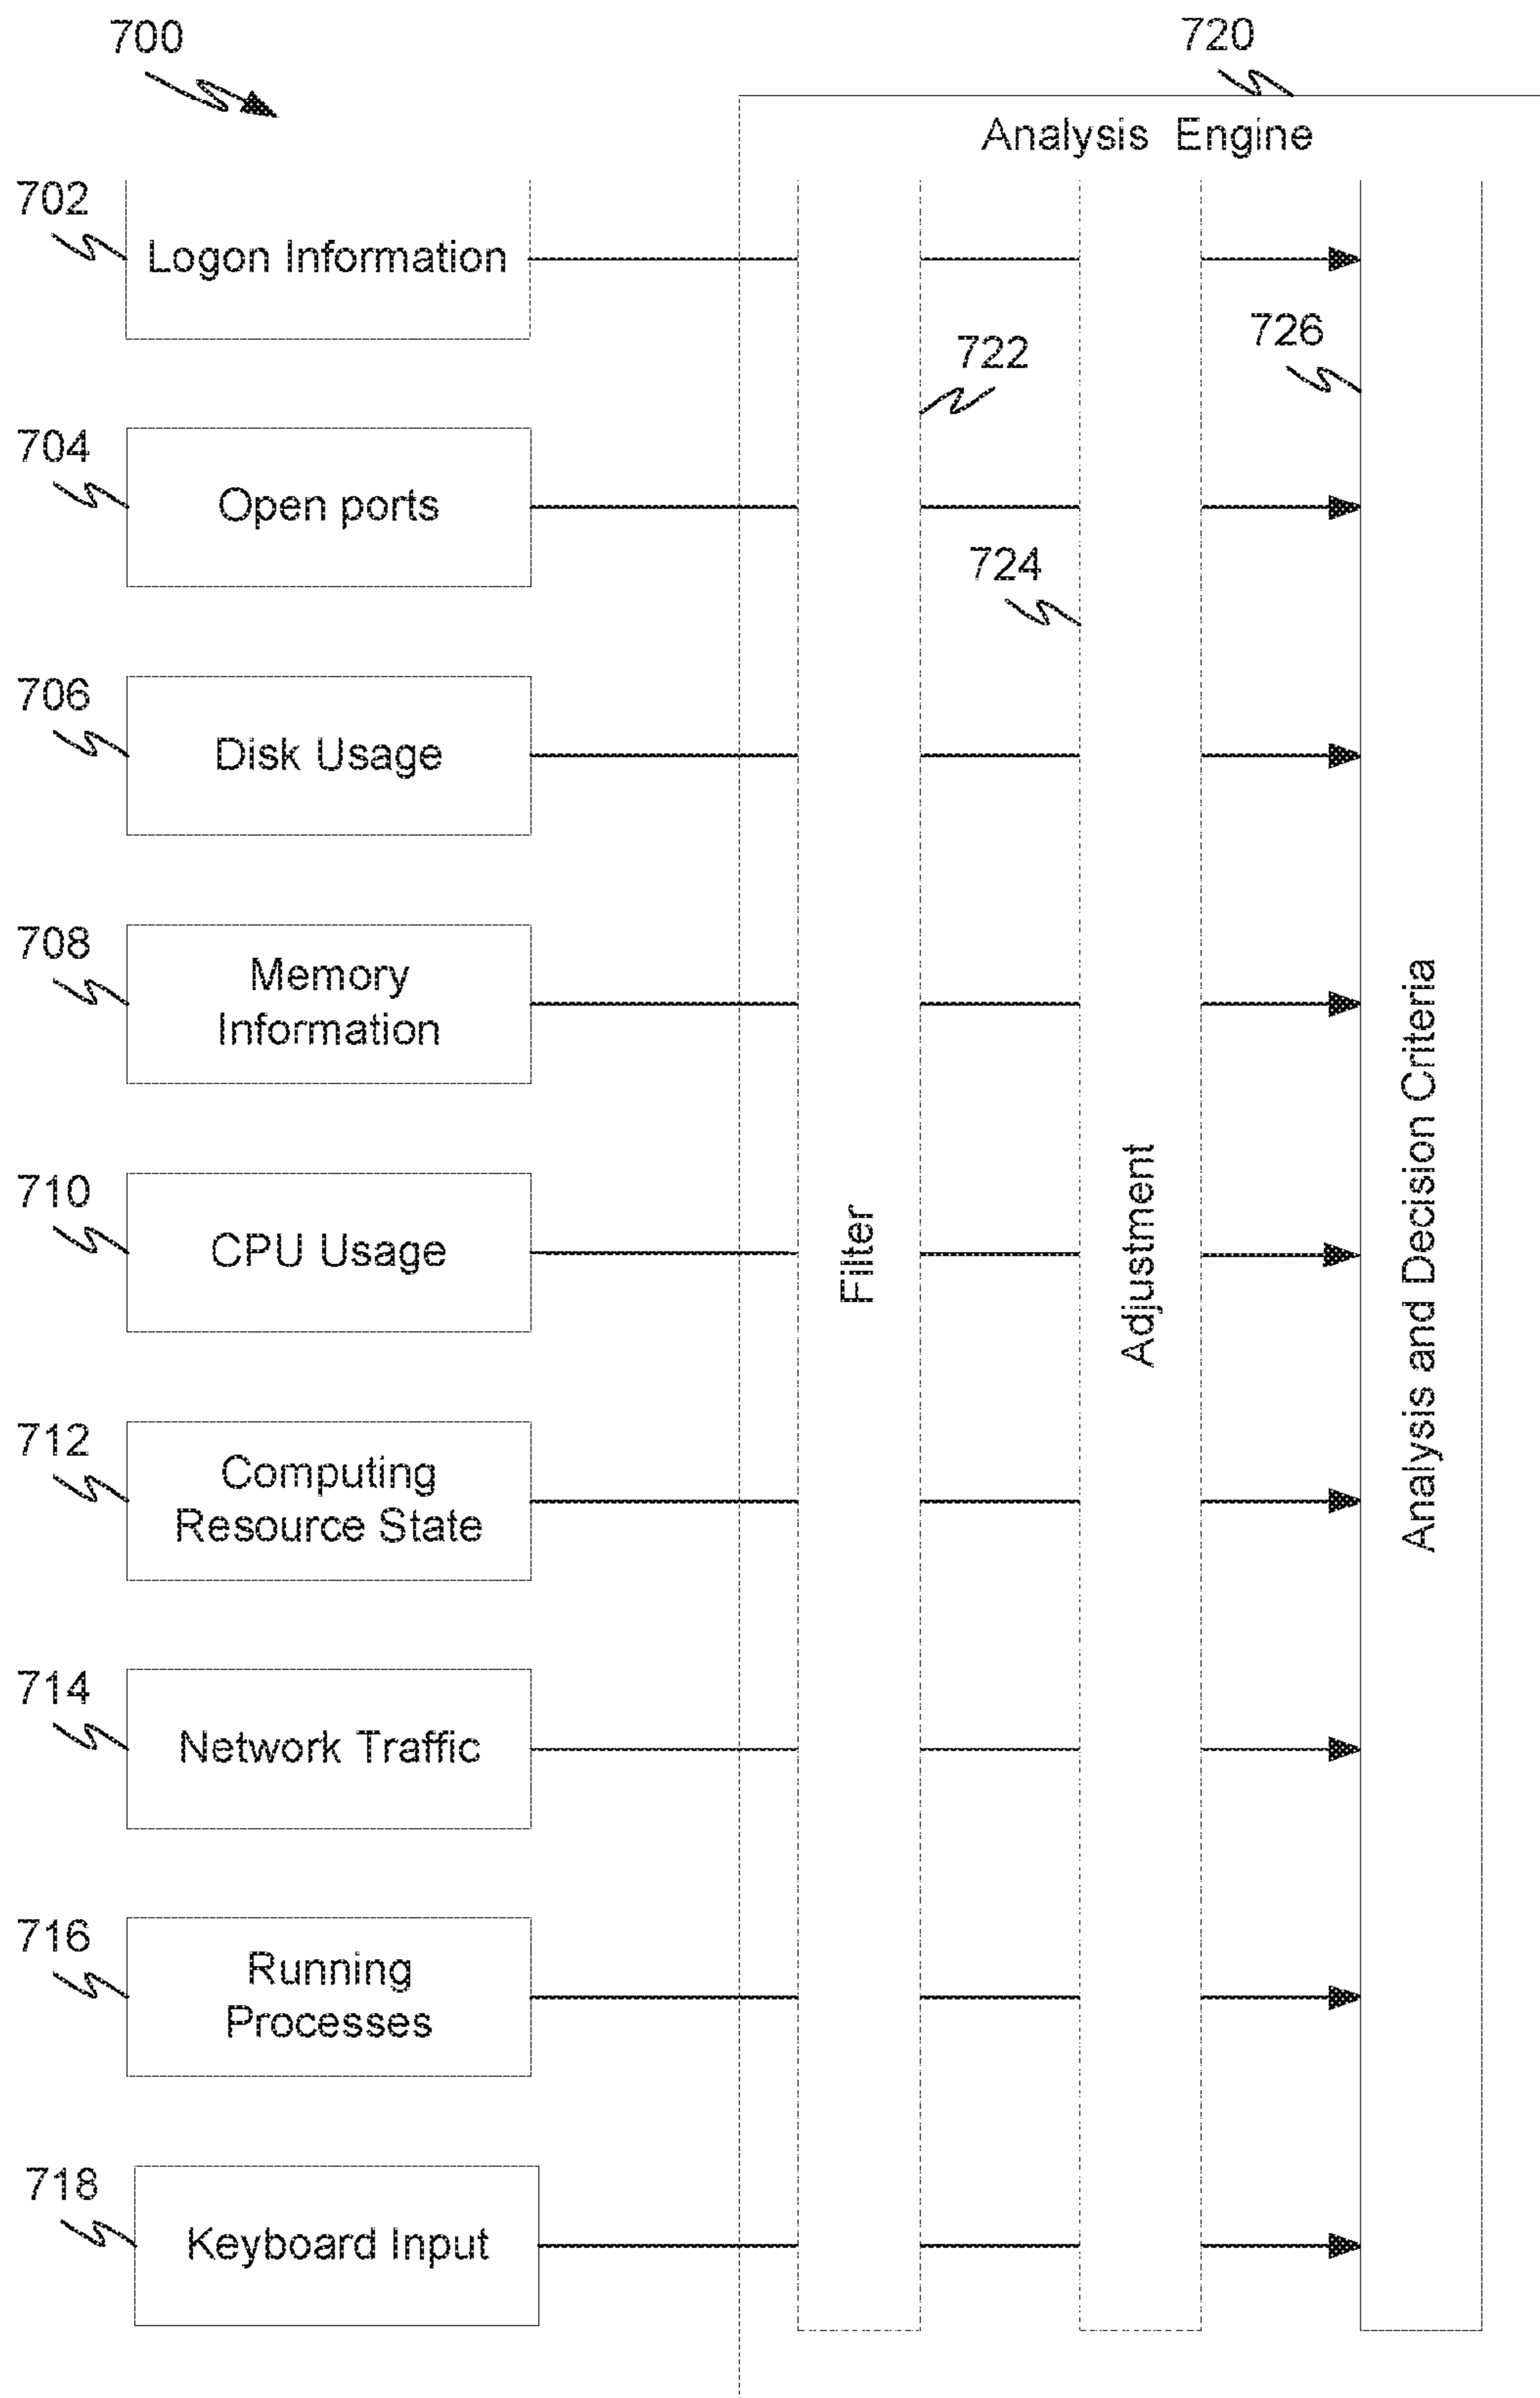 700
720
Analysis Engine
702
Logon Information
722
726
704
Open ports
724
706
Disk Usage
708
Memory
Information
710
CPU Usage
Filter
Adjustment
Analysis and Decision Criteria
712
Computing
Resource State
714
Network Traffic
716
Running
Processes
718
Keyboard Input